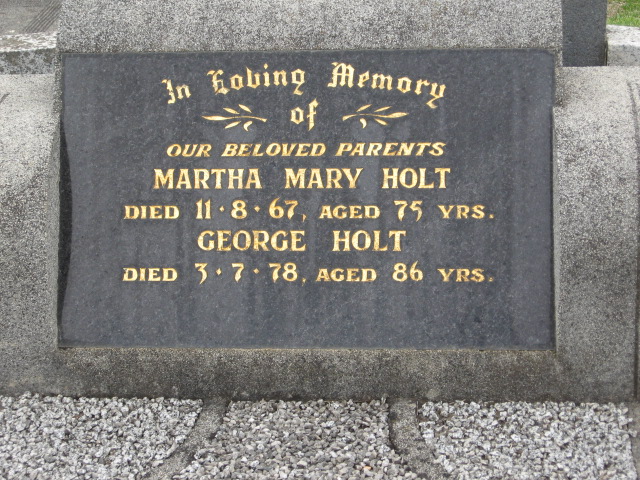 In Loving Memory
of
OUR BELOVED PARENTS
MARTHA MARY HOLT
DIED 11·8·67, AGED 75 YRS.
GEORGE HOLT
DIED 3·7·78, AGED 86 YRS.